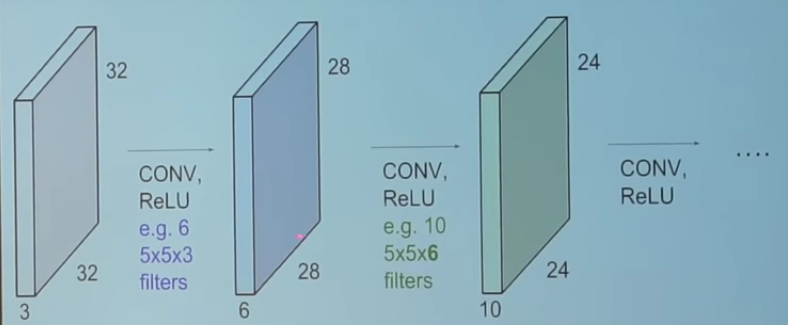 32
32
3
CONV,
ReLU
e.g. 6
5x5x3
filters
28
28
6
CONV,
ReLU
e.g. 10
5x5x6
filters
24
24
10
CONV,
ReLU
....